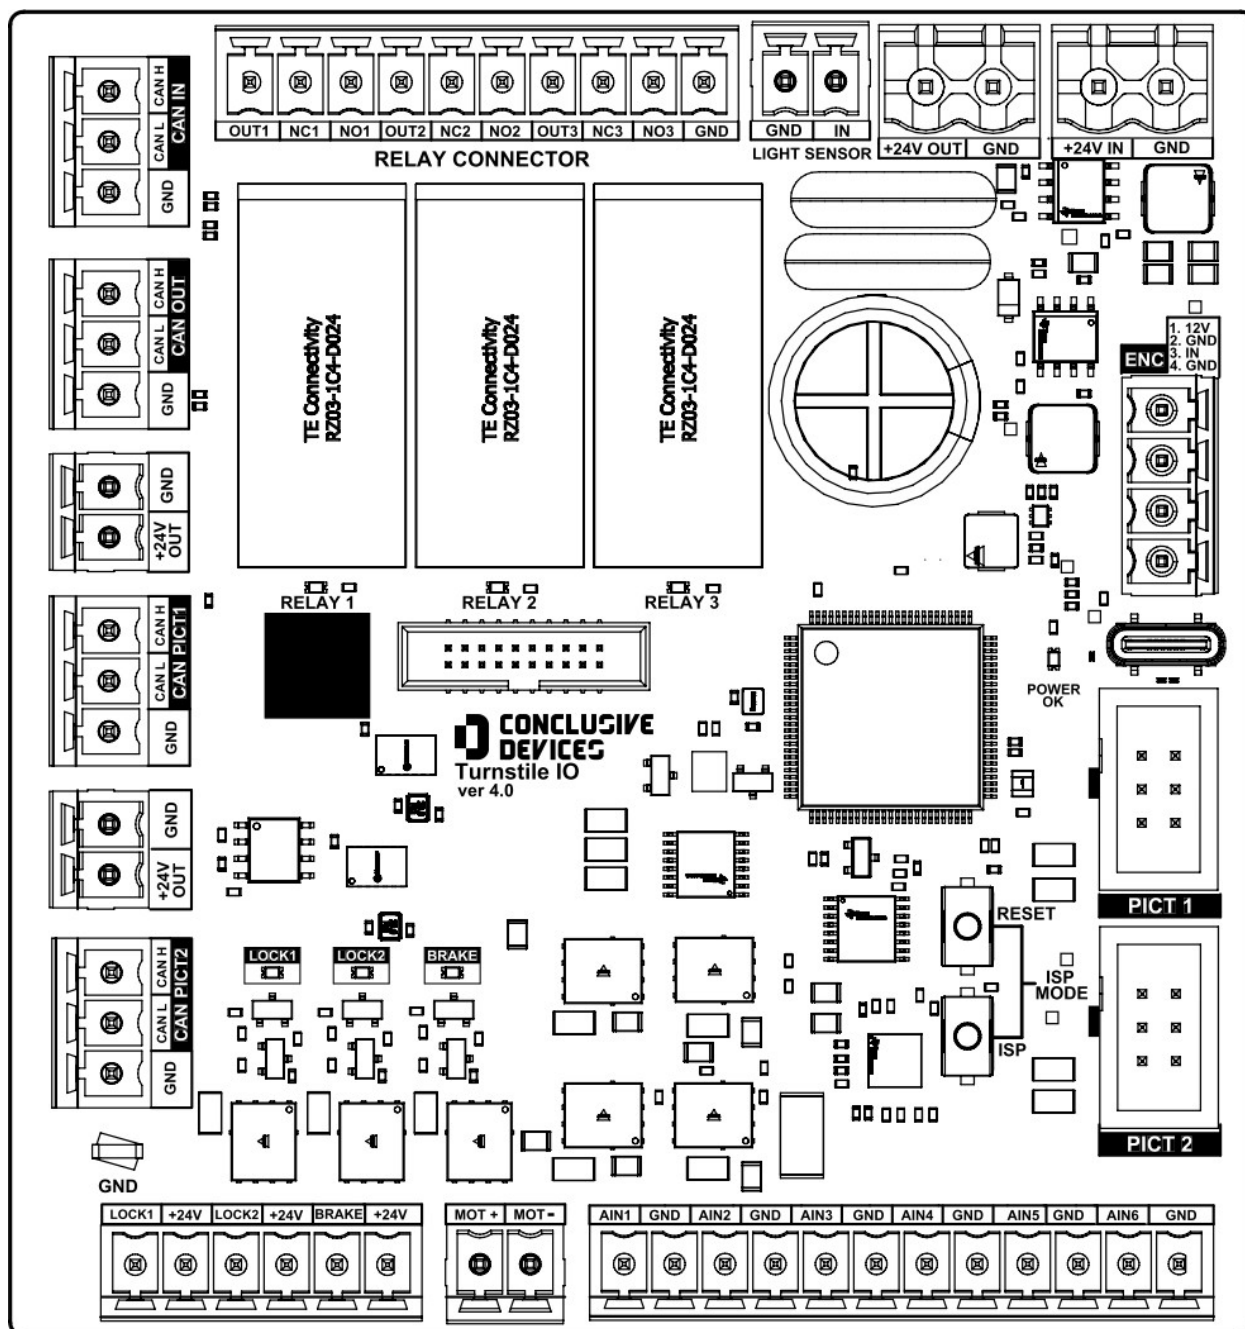 OUT1 NC1 NO1 OUT2 NC2 NO2 OUT3 NC3 NO3 GND
RELAY CONNECTOR
GND IN
LIGHT SENSOR
+24V OUT GND
+24V IN GND
CAN H
CAN L
GND
CAN IN
CAN H
CAN L
GND
CAN OUT
GND
+24V
OUT
CAN H
CAN L
GND
CAN PICT1
GND
+24V
OUT
CAN H
CAN L
GND
CAN PICT2
TE Connectivity
RZ03-1C4-D024
TE Connectivity
RZ03-1C4-D024
TE Connectivity
RZ03-1C4-D024
RELAY 1
RELAY 2
RELAY 3
ENC
1. 12V
2. GND
3. IN
4. GND
POWER
OK
CONCLUSIVE
DEVICES
Turnstile IO
ver 4.0
PICT 1
RESET
ISP
MODE
ISP
PICT 2
LOCK1
LOCK2
BRAKE
GND
LOCK1 +24V LOCK2 +24V BRAKE +24V
MOT + MOT -
AIN1 GND AIN2 GND AIN3 GND AIN4 GND AIN5 GND AIN6 GND